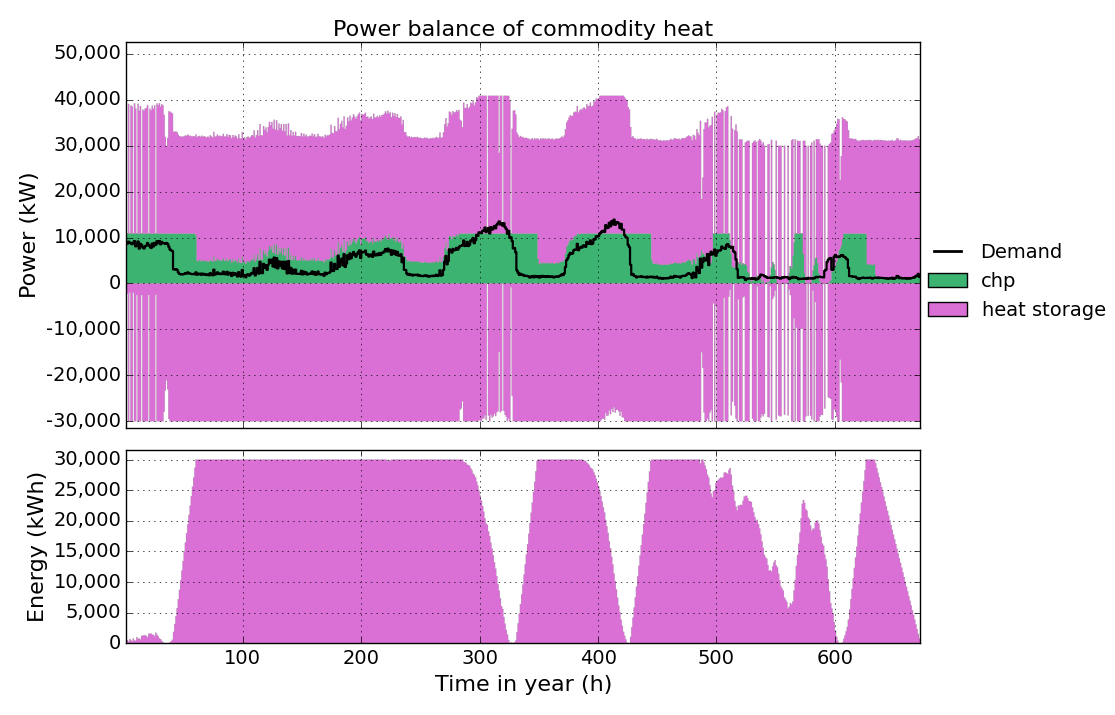 Power balance of commodity heat
50,000
40,000
30,000
20,000
10,000
0
-10,000
-20,000
-30,000
Power (kW)
Demand
chp
heat storage
30,000
25,000
20,000
15,000
10,000
5,000
0
Energy (kWh)
100 200 300 400 500 600
Time in year (h)